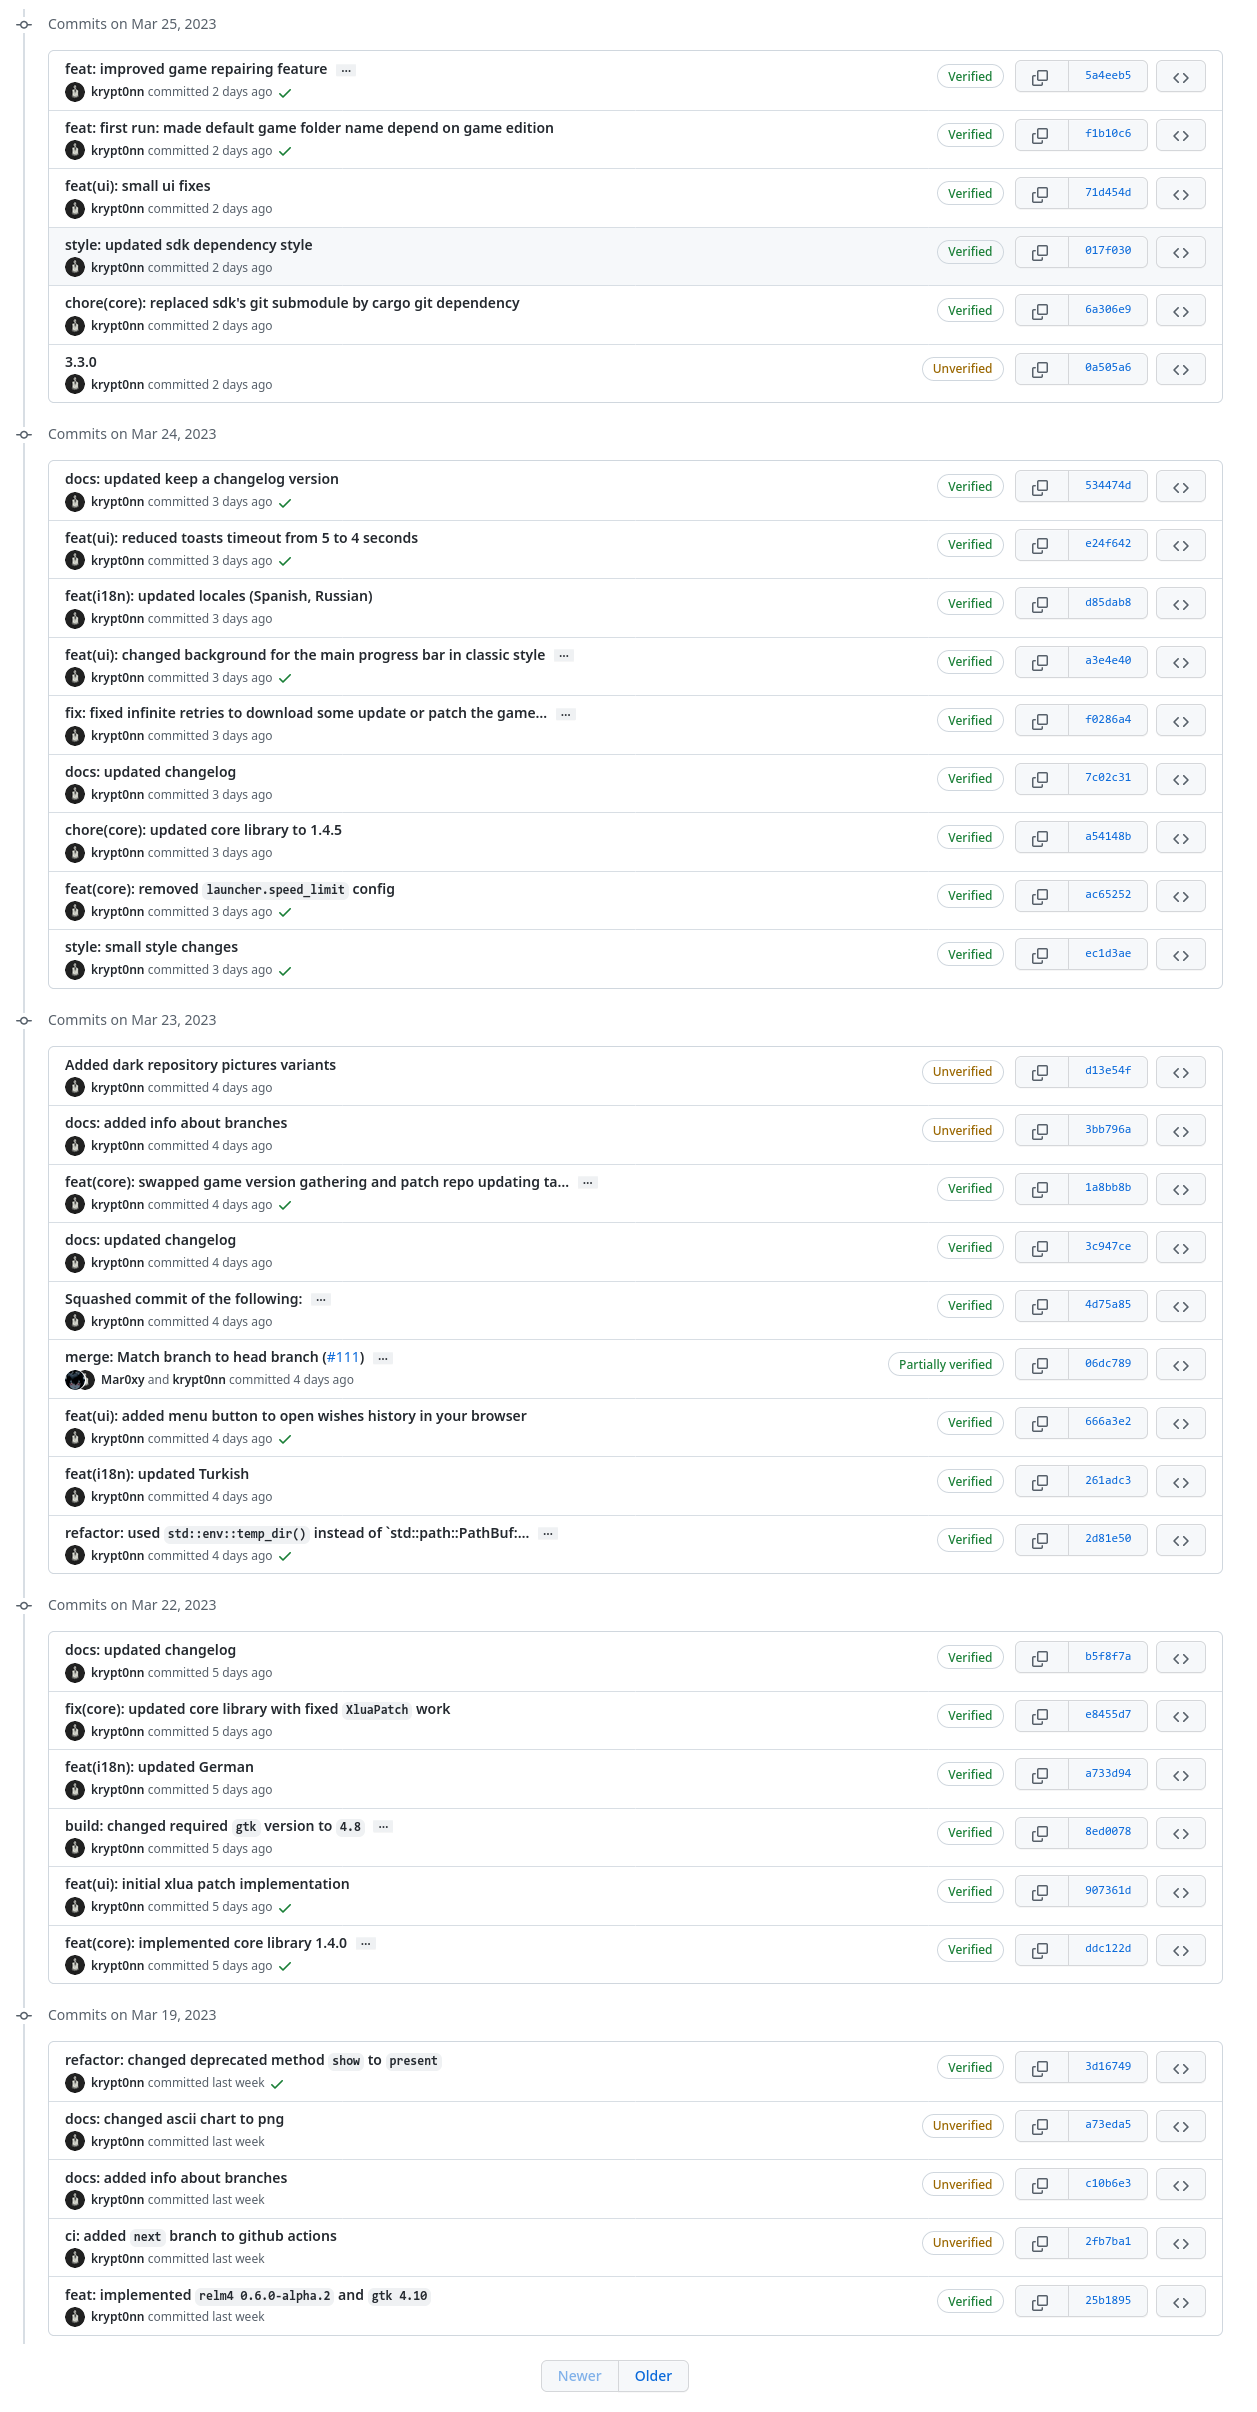 Commits on Mar 25, 2023
feat: improved game repairing feature ...
krypt0nn committed 2 days ago
Verified
5a4eeb5
feat: first run: made default game folder name depend on game edition
krypt0nn committed 2 days ago
Verified
f1b10c6
feat(ui): small ui fixes
krypt0nn committed 2 days ago
Verified
71d454d
style: updated sdk dependency style
krypt0nn committed 2 days ago
Verified
017f030
chore(core): replaced sdk's git submodule by cargo git dependency
krypt0nn committed 2 days ago
Verified
6a306e9
3.3.0
krypt0nn committed 2 days ago
Unverified
0a505a6
Commits on Mar 24, 2023
docs: updated keep a changelog version
krypt0nn committed 3 days ago
Verified
534474d
feat(ui): reduced toasts timeout from 5 to 4 seconds
krypt0nn committed 3 days ago
Verified
e24f642
feat(i18n): updated locales (Spanish, Russian)
krypt0nn committed 3 days ago
Verified
d85dab8
feat(ui): changed background for the main progress bar in classic style ...
krypt0nn committed 3 days ago
Verified
a3e4e40
fix: fixed infinite retries to download some update or patch the game... ...
krypt0nn committed 3 days ago
Verified
f0286a4
docs: updated changelog
krypt0nn committed 3 days ago
Verified
7c02c31
chore(core): updated core library to 1.4.5
krypt0nn committed 3 days ago
Verified
a54148b
feat(core): removed launcher.speed_limit config
krypt0nn committed 3 days ago
Verified
ac65252
style: small style changes
krypt0nn committed 3 days ago
Verified
ec1d3ae
Commits on Mar 23, 2023
Added dark repository pictures variants
krypt0nn committed 4 days ago
Unverified
d13e54f
docs: added info about branches
krypt0nn committed 4 days ago
Unverified
3bb796a
feat(core): swapped game version gathering and patch repo updating ta... ...
krypt0nn committed 4 days ago
Verified
1a8bb8b
docs: updated changelog
krypt0nn committed 4 days ago
Verified
3c947ce
Squashed commit of the following: ...
krypt0nn committed 4 days ago
Verified
4d75a85
merge: Match branch to head branch (#111) ...
Mar0xy and krypt0nn committed 4 days ago
Partially verified
06dc789
feat(ui): added menu button to open wishes history in your browser
krypt0nn committed 4 days ago
Verified
666a3e2
feat(i18n): updated Turkish
krypt0nn committed 4 days ago
Verified
261adc3
refactor: used std::env::temp_dir() instead of `std::path::PathBuf:... ...
krypt0nn committed 4 days ago
Verified
2d81e50
Commits on Mar 22, 2023
docs: updated changelog
krypt0nn committed 5 days ago
Verified
b5f8f7a
fix(core): updated core library with fixed XluaPatch work
krypt0nn committed 5 days ago
Verified
e8455d7
feat(i18n): updated German
krypt0nn committed 5 days ago
Verified
a733d94
build: changed required gtk version to 4.8 ...
krypt0nn committed 5 days ago
Verified
8ed0078
feat(ui): initial xlua patch implementation
krypt0nn committed 5 days ago
Verified
907361d
feat(core): implemented core library 1.4.0 ...
krypt0nn committed 5 days ago
Verified
ddc122d
Commits on Mar 19, 2023
refactor: changed deprecated method show to present
krypt0nn committed last week
Verified
3d16749
docs: changed ascii chart to png
krypt0nn committed last week
Unverified
a73eda5
docs: added info about branches
krypt0nn committed last week
Unverified
c10b6e3
ci: added next branch to github actions
krypt0nn committed last week
Unverified
2fb7ba1
feat: implemented relm4 0.6.0-alpha.2 and gtk 4.10
krypt0nn committed last week
Verified
25b1895
Newer Older